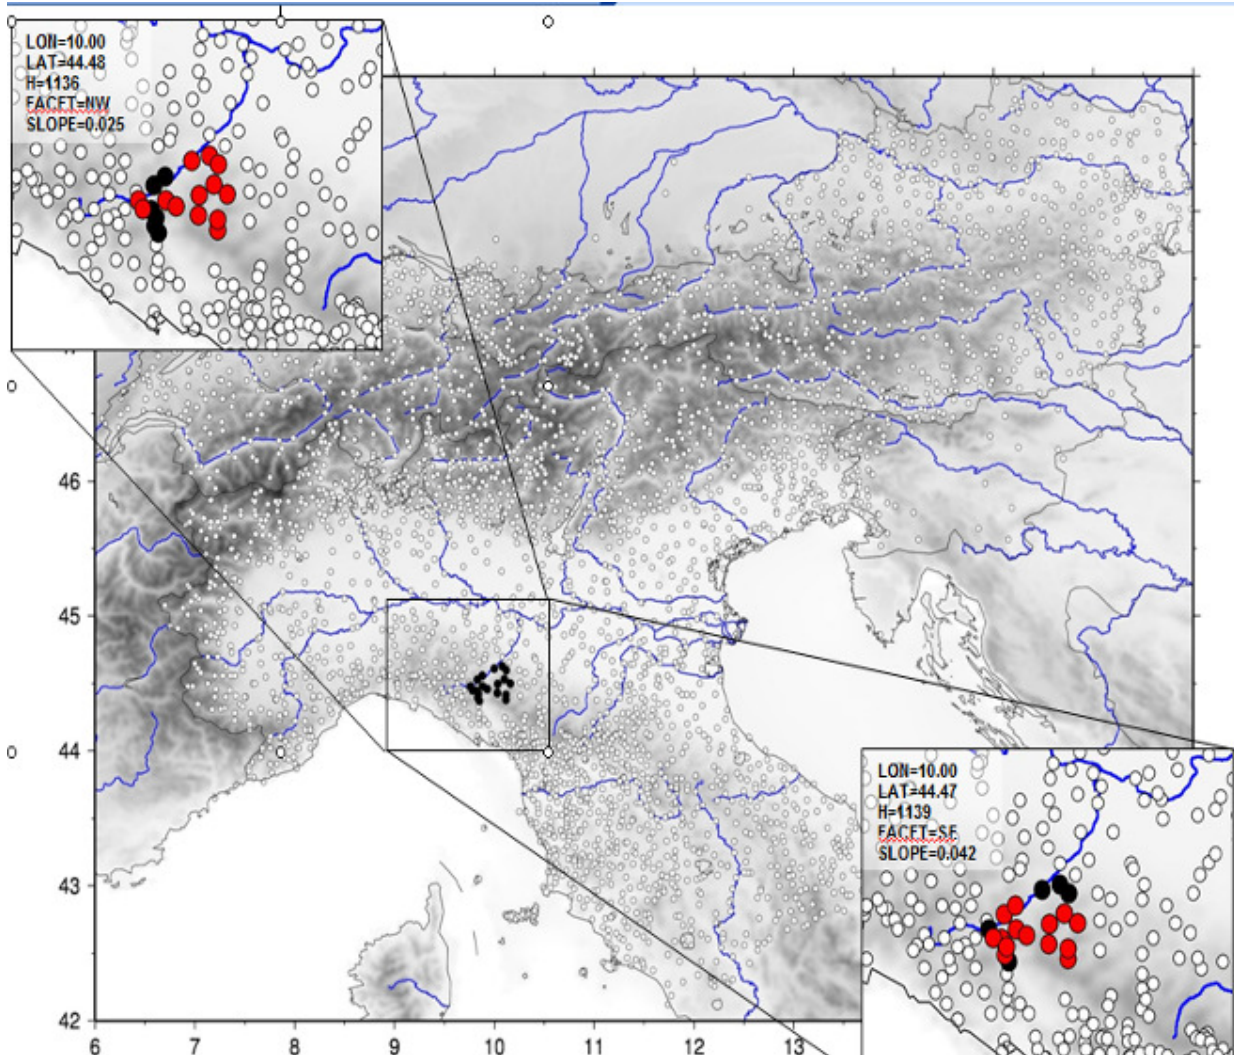 LON=10.00
LAT=44.48
H=1136
FACET=NW
SLOPE=0.025
46
45
44
43
42
6 7 8 9 10 11 12 13
LON=10.00
LAT=44.47
H=1139
FACET=SE
SLOPE=0.042